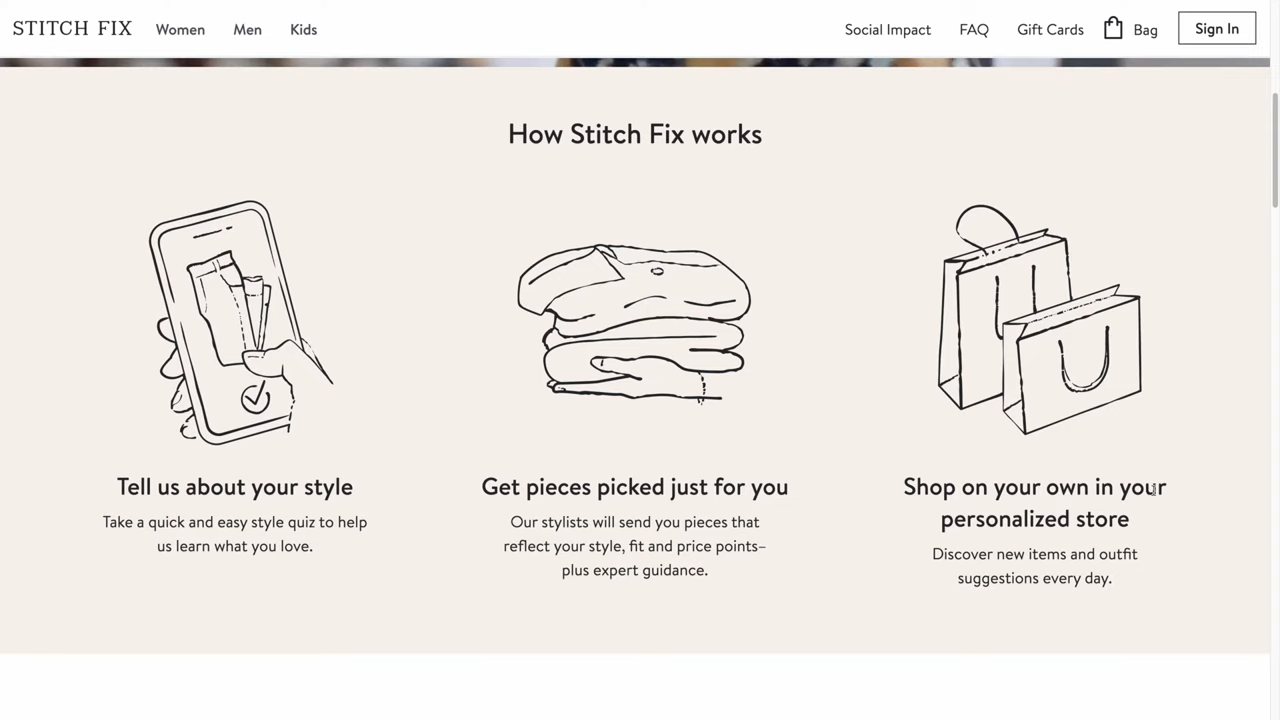 STITCH FIX Women Men Kids Social Impact FAQ Gift Cards Bag Sign In
How Stitch Fix works
Tell us about your style
Take a quick and easy style quiz to help
us learn what you love.
Get pieces picked just for you
Our stylists will send you pieces that
reflect your style, fit and price points–
plus expert guidance.
Shop on your own in your
personalized store
Discover new items and outfit
suggestions every day.